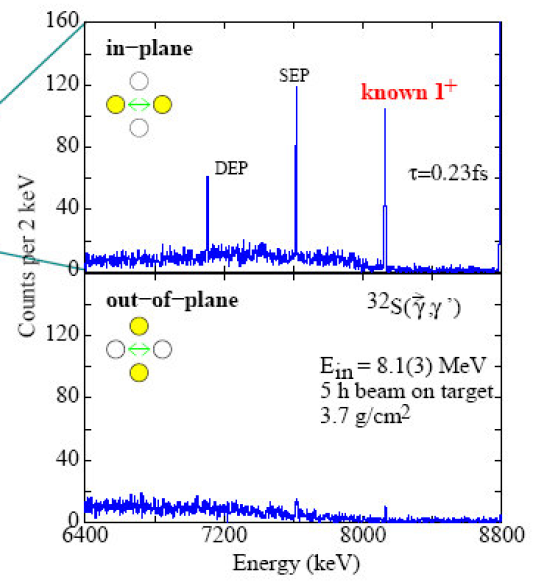 160
in−plane
SEP
120
known 1+
80
DEP
τ=0.23fs
40
0
Counts per 2 keV
out−of−plane
32S(γ⃗,γ')
120
Ein = 8.1(3) MeV
5 h beam on target
80
3.7 g/cm2
40
0
6400 7200 8000 8800
Energy (keV)